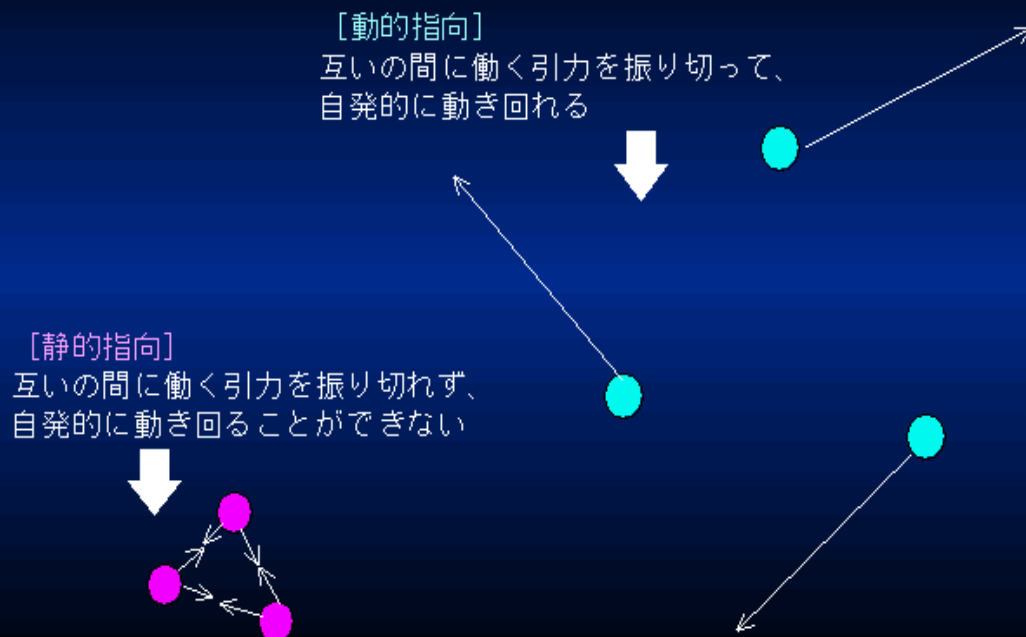 [動的指向]
互いの間に働く引力を振り切って、
自発的に動き回れる
[静的指向]
互いの間に働く引力を振り切れず、
自発的に動き回ることができない